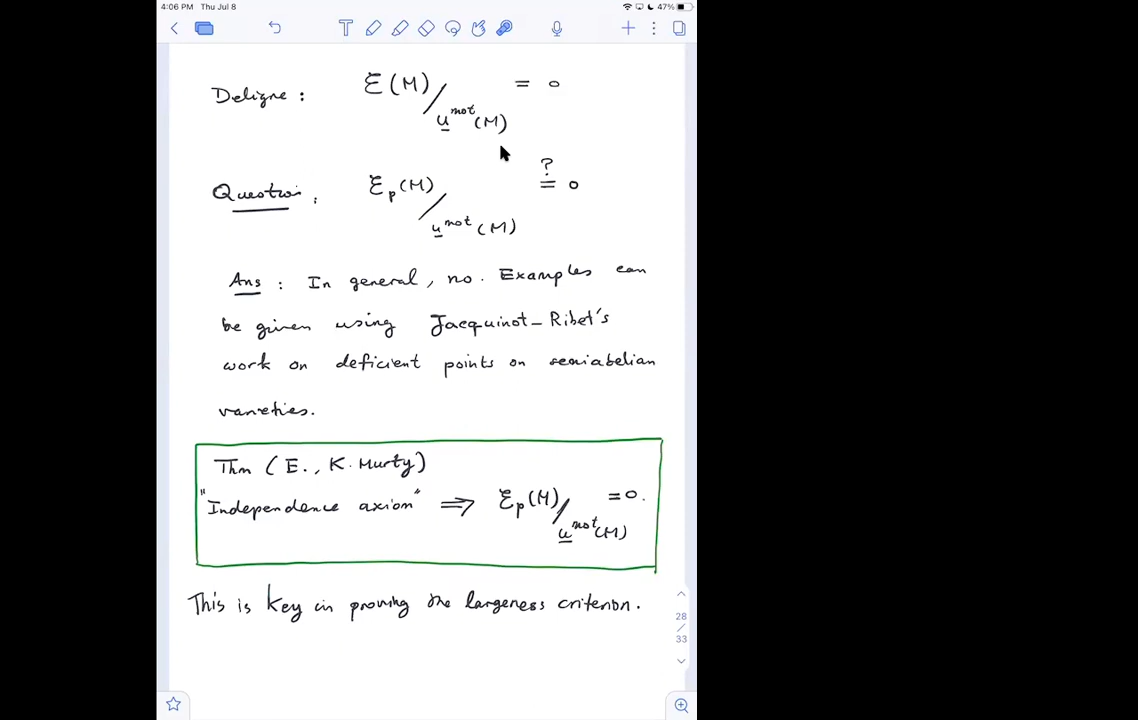 4:06 PM Thu Jul 8
47%
Deligne : Ɛ(M)/u^mot(M) = 0
Question : Ɛ_p(M)/u^mot(M) ?= 0
Ans : In general, no. Examples can
be given using Jacquinot-Ribet's
work on deficient points on semiabelian
varieties.
Thm (E., K. Murty)
"Independence axiom" ⟹ Ɛ_p(M)/u^mot(M) = 0.
This is key in proving the largeness criterion.
28
/
33